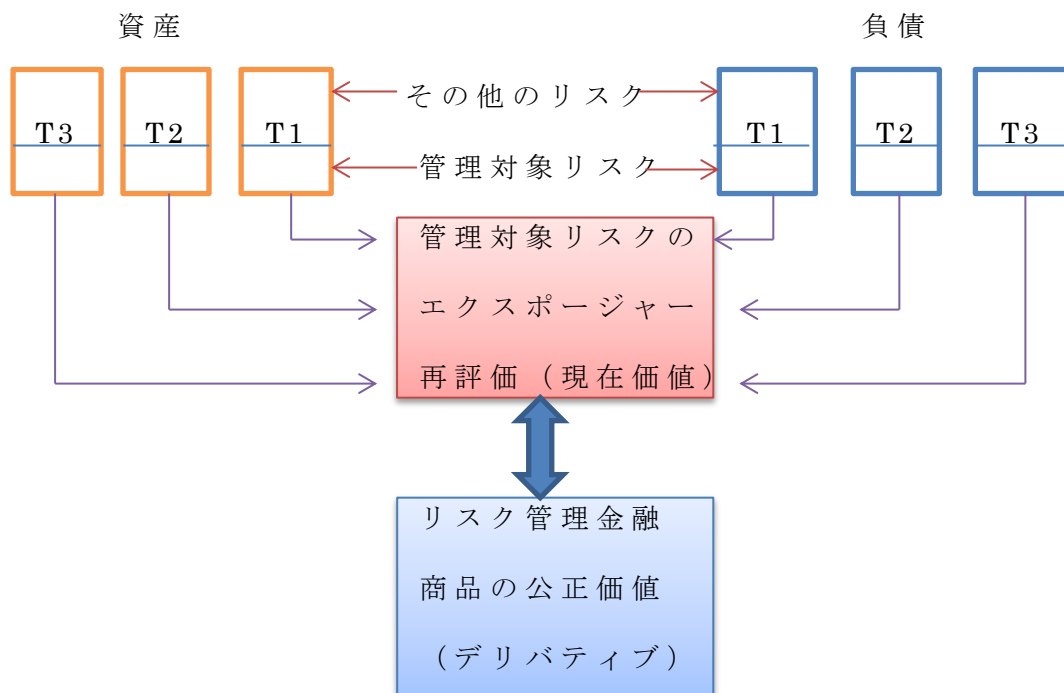 資産
負債
T3
T2
T1
その他のリスク
管理対象リスク
T1
T2
T3
管理対象リスクの
エクスポージャー
再評価（現在価値）
リスク管理金融
商品の公正価値
（デリバティブ）